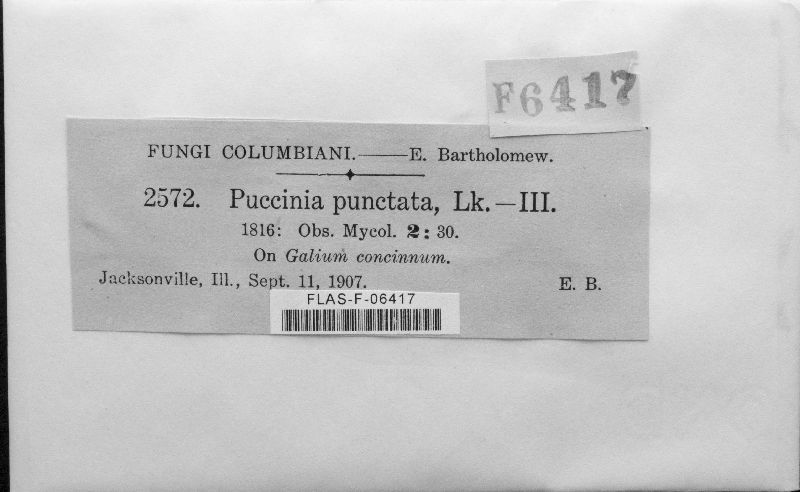 F6417
FUNGI COLUMBIANI.——E. Bartholomew.
2572. Puccinia punctata, Lk.—III.
1816: Obs. Mycol. 2: 30.
On Galium concinnum.
Jacksonville, Ill., Sept. 11, 1907. E. B.
FLAS-F-06417